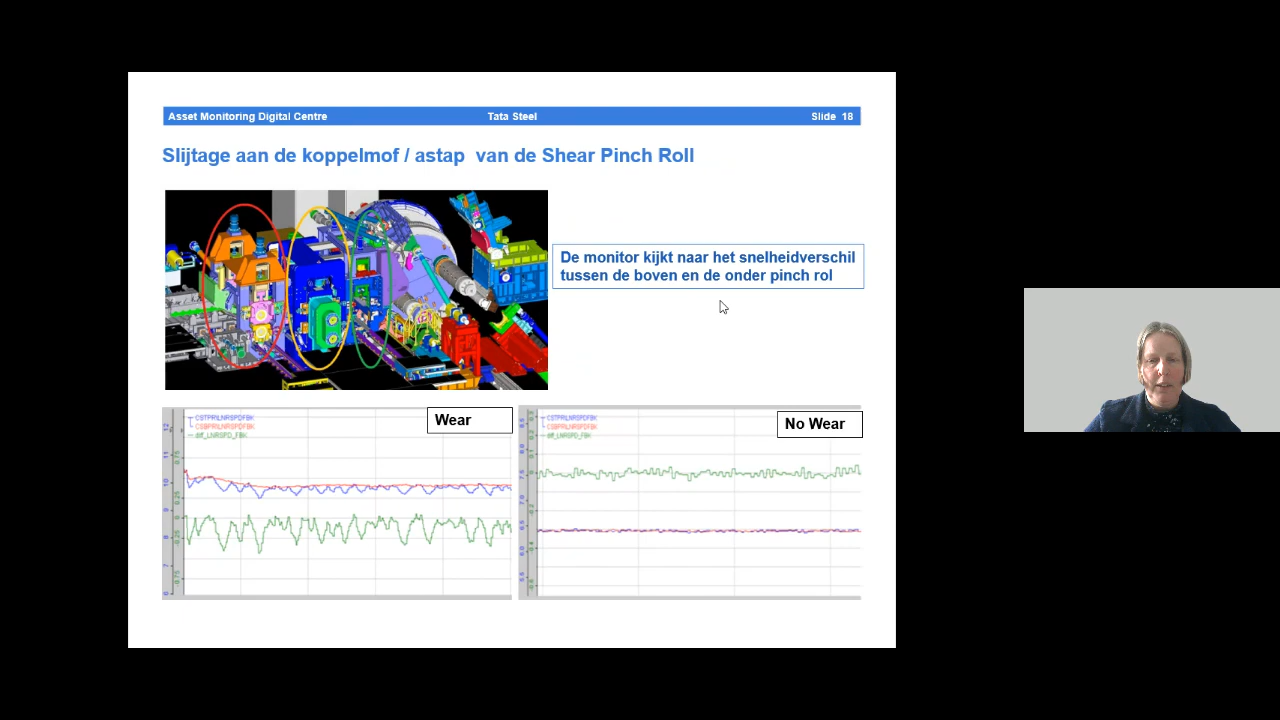 Asset Monitoring Digital Centre Tata Steel Slide 18
Slijtage aan de koppelmof / astap van de Shear Pinch Roll
De monitor kijkt naar het snelheidverschil
tussen de boven en de onder pinch rol
Wear
No Wear